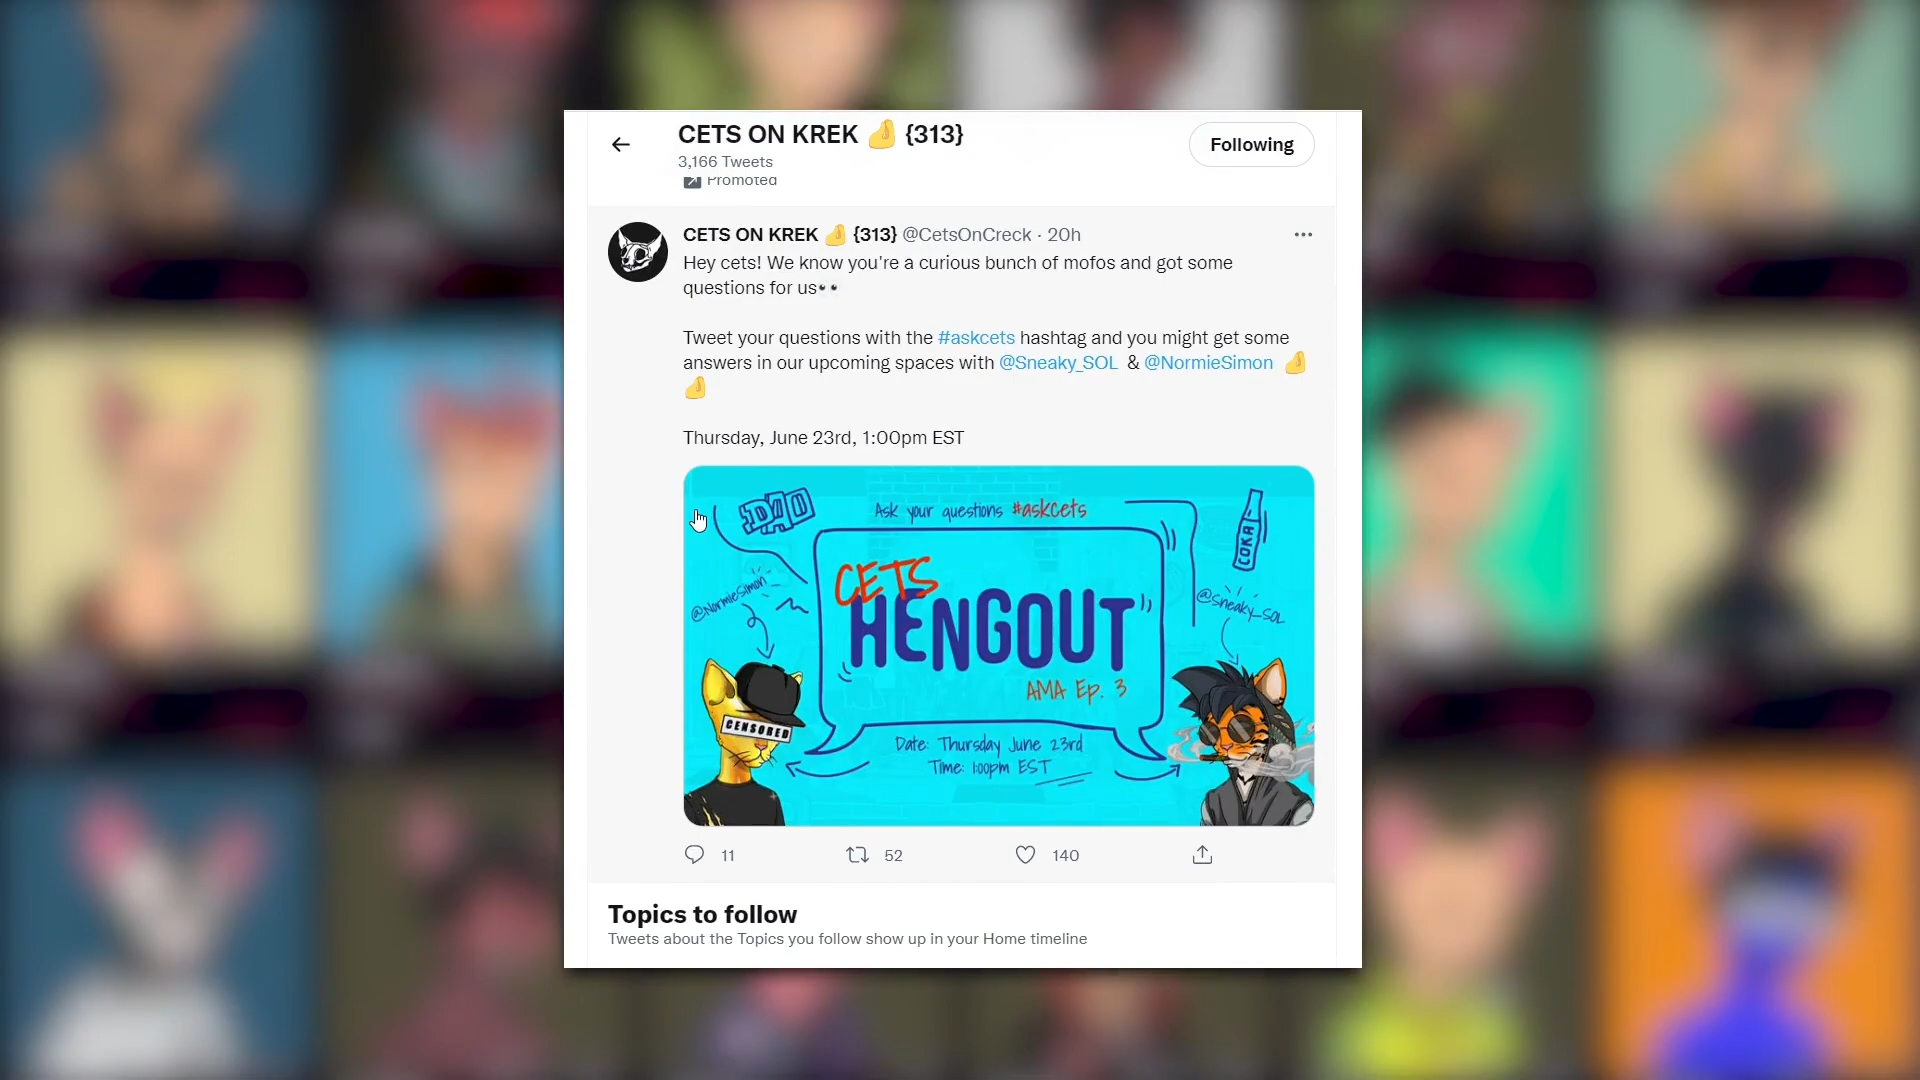 CETS ON KREK 🤌 {313}
3,166 Tweets
Promoted
Following
CETS ON KREK 🤌 {313} @CetsOnCreck · 20h
Hey cets! We know you're a curious bunch of mofos and got some
questions for us👀
Tweet your questions with the #askcets hashtag and you might get some
answers in our upcoming spaces with @Sneaky_SOL & @NormieSimon 🤌
🤌
Thursday, June 23rd, 1:00pm EST
DAO
Ask your questions #askcets
COKA
@NormieSimon
@Sneaky_SOL
CETS
HENGOUT
AMA Ep. 3
CENSORED
Date: Thursday June 23rd
Time: 1:00pm EST
11
52
140
Topics to follow
Tweets about the Topics you follow show up in your Home timeline